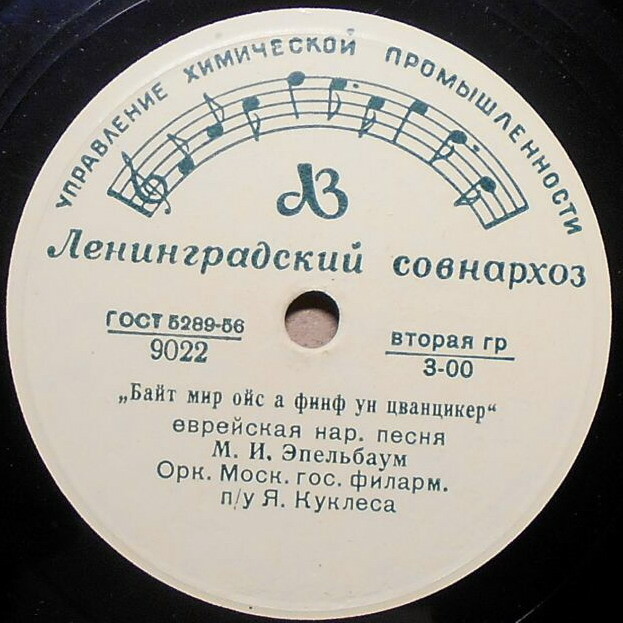 УПРАВЛЕНИЕ ХИМИЧЕСКОЙ ПРОМЫШЛЕННОСТИ
ЛЗ
Ленинградский совнархоз
ГОСТ 5289-56
9022
вторая гр
3-00
„Байт мир ойс а финф ун цванцикер“
еврейская нар. песня
М. И. Эпельбаум
Орк. Моск. гос. филарм.
п/у Я. Куклеса